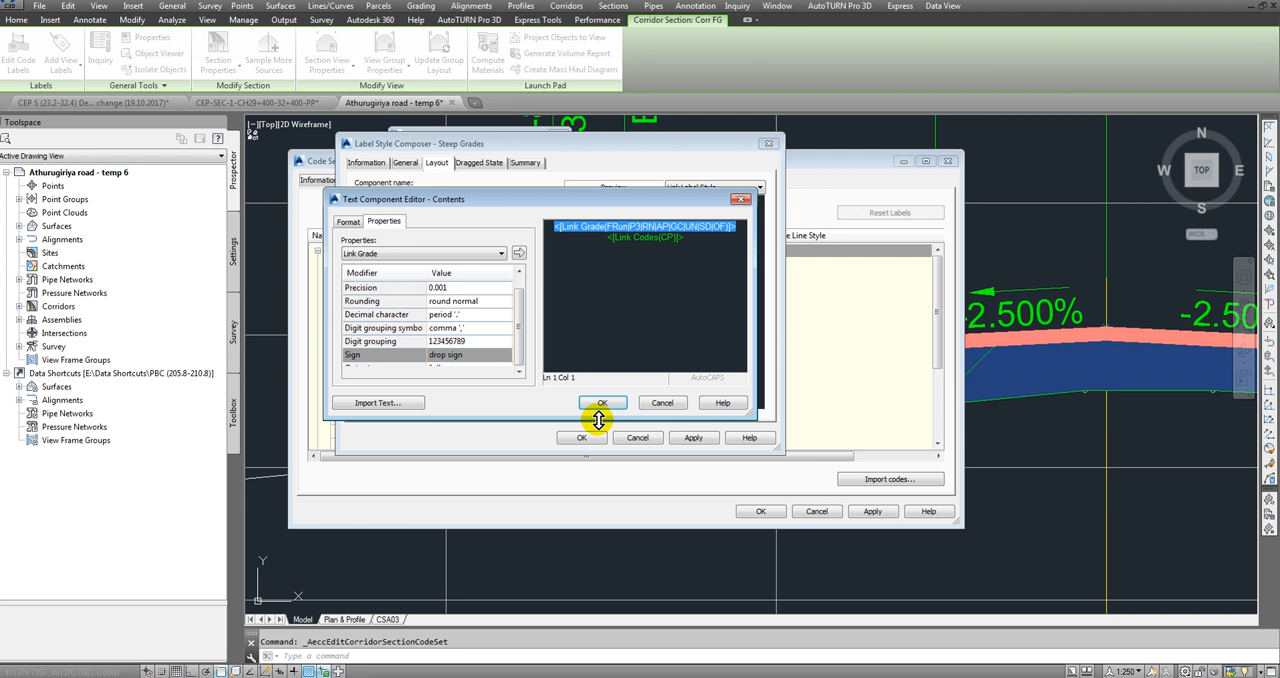 C3D File Edit View Insert General Survey Points Surfaces Lines/Curves Parcels Grading Alignments Profiles Corridors Sections Pipes Annotation Inquiry Window AutoTURN Pro 3D Express Data View
Home Insert Annotate Modify Analyze View Manage Output Survey Autodesk 360 Help AutoTURN Pro 3D Express Tools Performance Corridor Section: Corr FG
Edit Code Labels
Add View Labels
Inquiry
Properties
Object Viewer
Isolate Objects
Section Properties
Sample More Sources
Section View Properties
View Group Properties
Update Group Layout
Compute Materials
Project Objects to View
Generate Volume Report
Create Mass Haul Diagram
Labels General Tools Modify Section Modify View Launch Pad
CEP S (23.2-32.4) De... change (19.10.2017)* CEP-SEC-1-CH29+400-32+400-PP* Athurugiriya road - temp 6*
Toolspace
Active Drawing View
Athurugiriya road - temp 6
Points
Point Groups
Point Clouds
Surfaces
Alignments
Sites
Catchments
Pipe Networks
Pressure Networks
Corridors
Assemblies
Intersections
Survey
View Frame Groups
Data Shortcuts [E:\Data Shortcuts\PBC (205.8-210.8)]
Surfaces
Alignments
Pipe Networks
Pressure Networks
View Frame Groups
Prospector
Settings
Survey
Toolbox
[−][Top][2D Wireframe]
Code Se
Information
Na
Reset Labels
e Line Style
Import codes...
OK Cancel Apply Help
Label Style Composer - Steep Grades
Information General Layout Dragged State Summary
Component name:
Preview Link Label Style
OK Cancel Apply Help
Text Component Editor - Contents
Format Properties
Properties:
Link Grade
Modifier Value
Precision 0.001
Rounding round normal
Decimal character period '.'
Digit grouping symbo comma ','
Digit grouping 123456789
Sign drop sign
<[Link Grade(FRun|P3|RN|AP|GC|UN|SD|OF)]>
<[Link Codes(CP)]>
Ln 1 Col 1
AutoCAPS
Import Text...
OK Cancel Help
-2.500%
-2.50
N
W TOP E
S
WCS
Y
X
Model Plan & Profile CSA03
Command: _AeccEditCorridorSectionCodeSet
Type a command
1:250